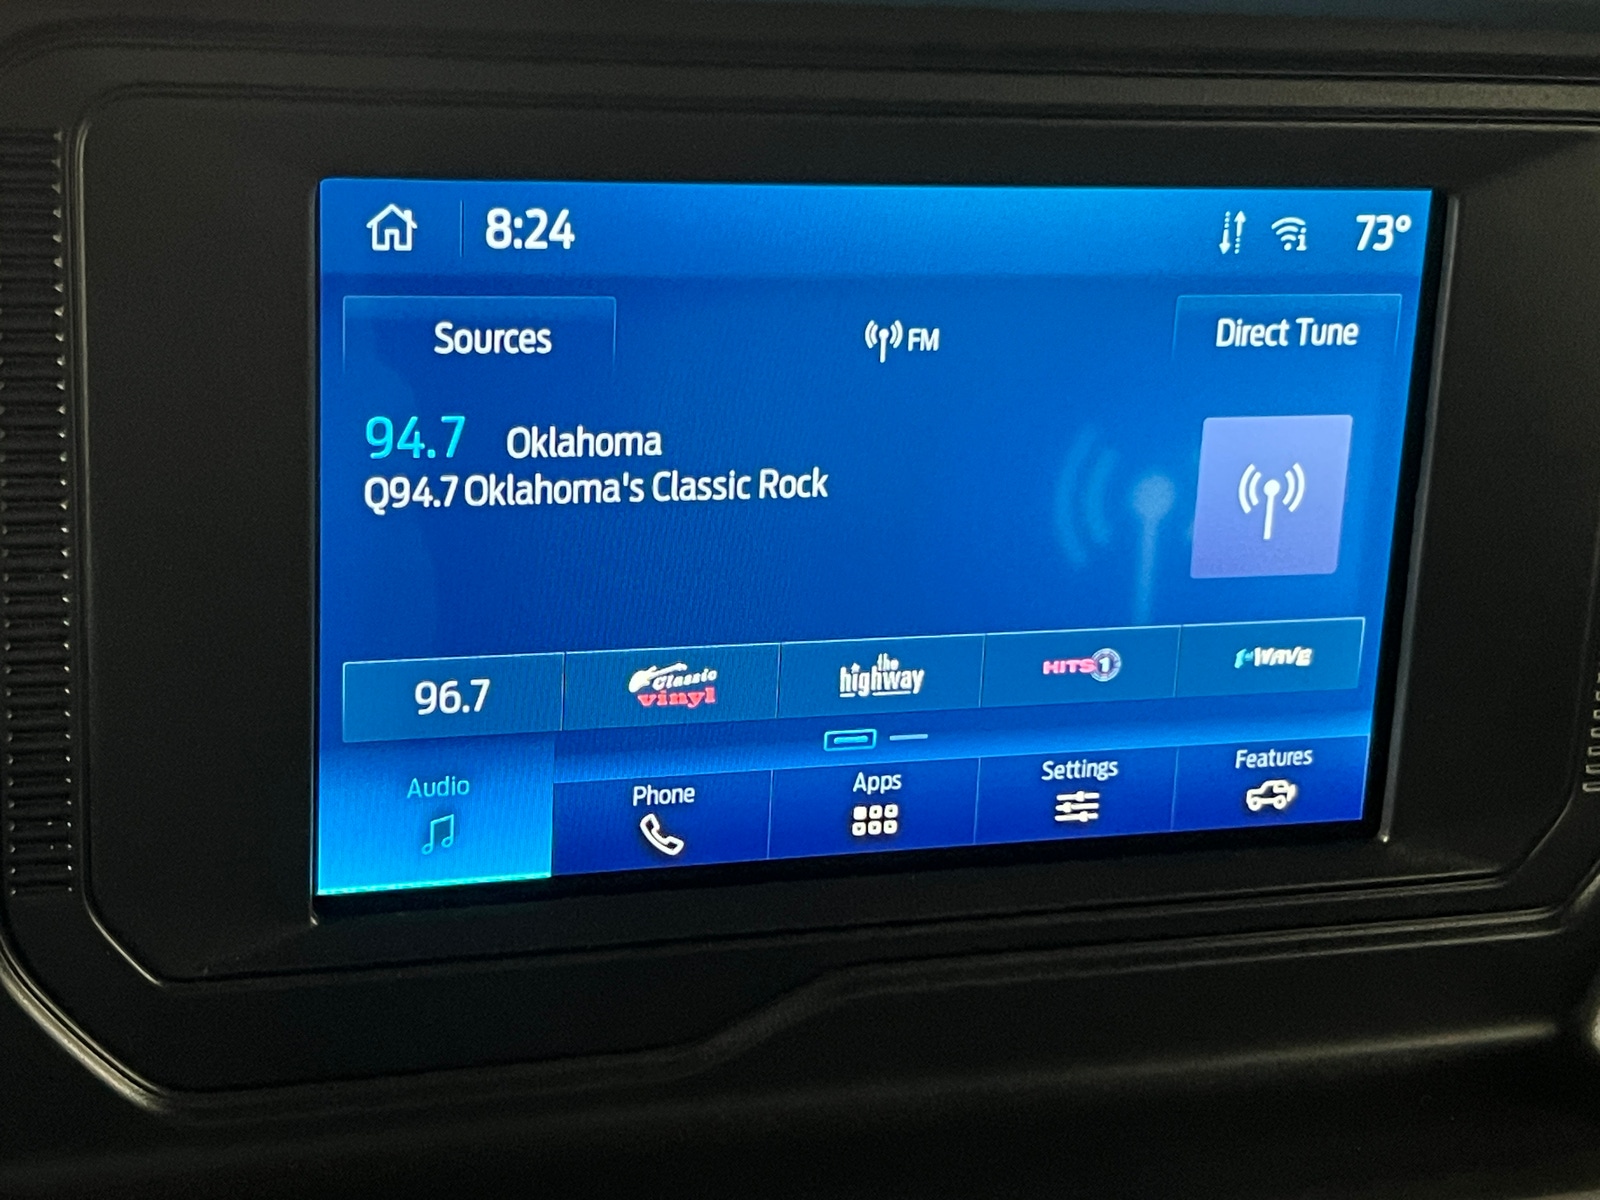 8:24 73°
Sources FM Direct Tune
94.7 Oklahoma
Q94.7 Oklahoma's Classic Rock
96.7 Classic vinyl the highway HITS 1 1st WAVE
Audio Phone Apps Settings Features